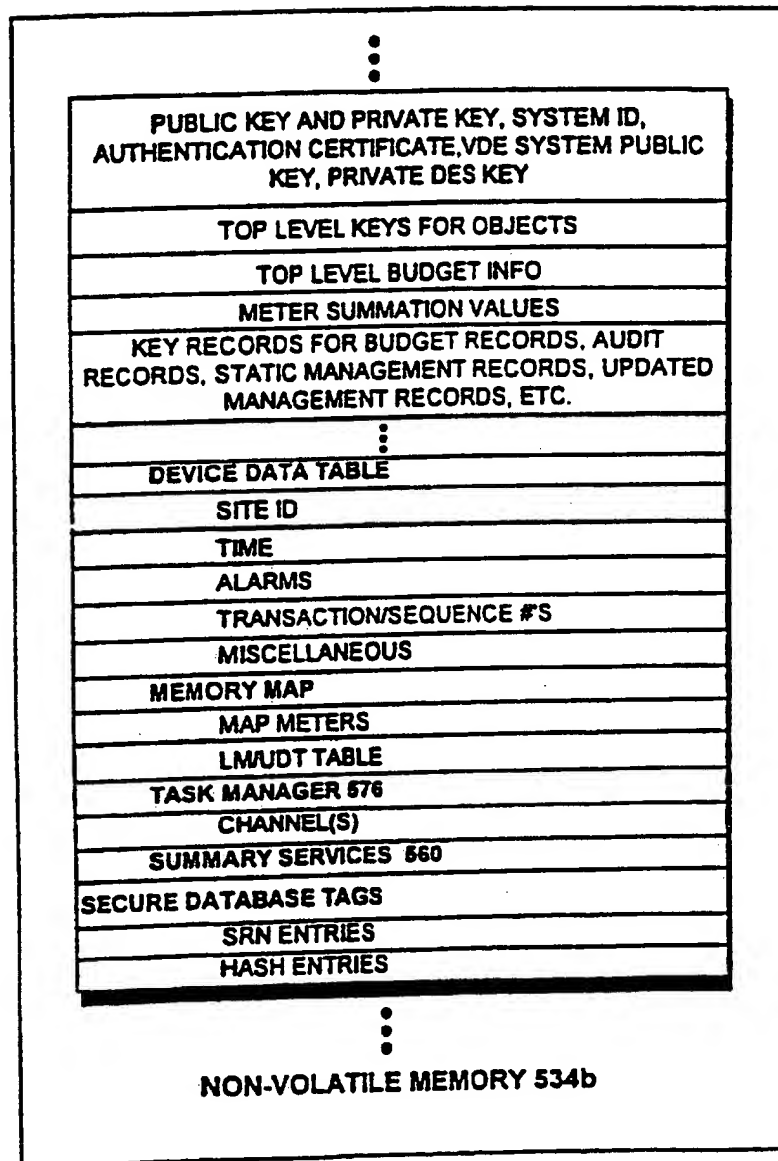 PUBLIC KEY AND PRIVATE KEY, SYSTEM ID,
AUTHENTICATION CERTIFICATE,VDE SYSTEM PUBLIC
KEY, PRIVATE DES KEY
TOP LEVEL KEYS FOR OBJECTS
TOP LEVEL BUDGET INFO
METER SUMMATION VALUES
KEY RECORDS FOR BUDGET RECORDS, AUDIT
RECORDS, STATIC MANAGEMENT RECORDS, UPDATED
MANAGEMENT RECORDS, ETC.
DEVICE DATA TABLE
SITE ID
TIME
ALARMS
TRANSACTION/SEQUENCE #'S
MISCELLANEOUS
MEMORY MAP
MAP METERS
LM/UDT TABLE
TASK MANAGER 576
CHANNEL(S)
SUMMARY SERVICES 560
SECURE DATABASE TAGS
SRN ENTRIES
HASH ENTRIES
NON-VOLATILE MEMORY 534b